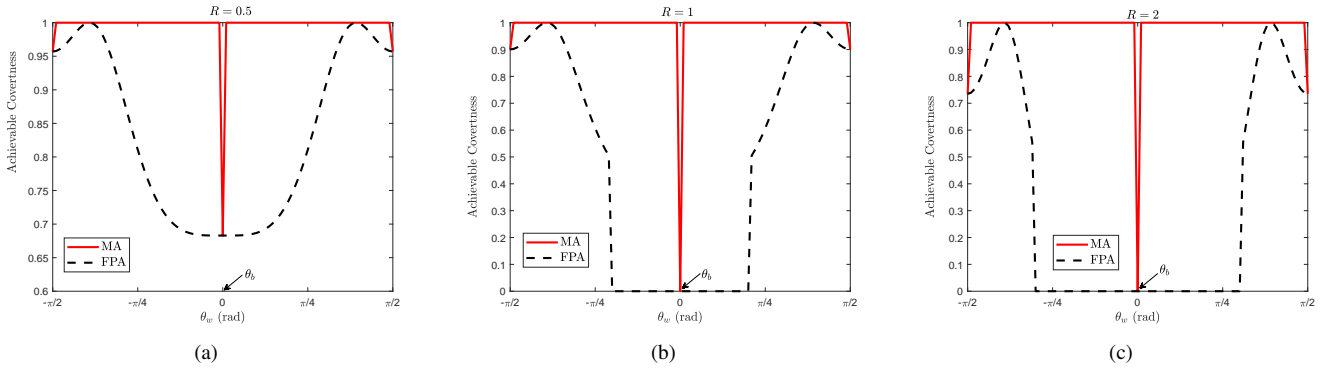 R = 0.5
Achievable Covertness
1
0.95
0.9
0.85
0.8
0.75
0.7
0.65
0.6
MA
FPA
θb
-π/2
-π/4
0
π/4
π/2
θw (rad)
(a)
R = 1
Achievable Covertness
1
0.9
0.8
0.7
0.6
0.5
0.4
0.3
0.2
0.1
0
MA
FPA
θb
-π/2
-π/4
0
π/4
π/2
θw (rad)
(b)
R = 2
Achievable Covertness
1
0.9
0.8
0.7
0.6
0.5
0.4
0.3
0.2
0.1
0
MA
FPA
θb
-π/2
-π/4
0
π/4
π/2
θw (rad)
(c)